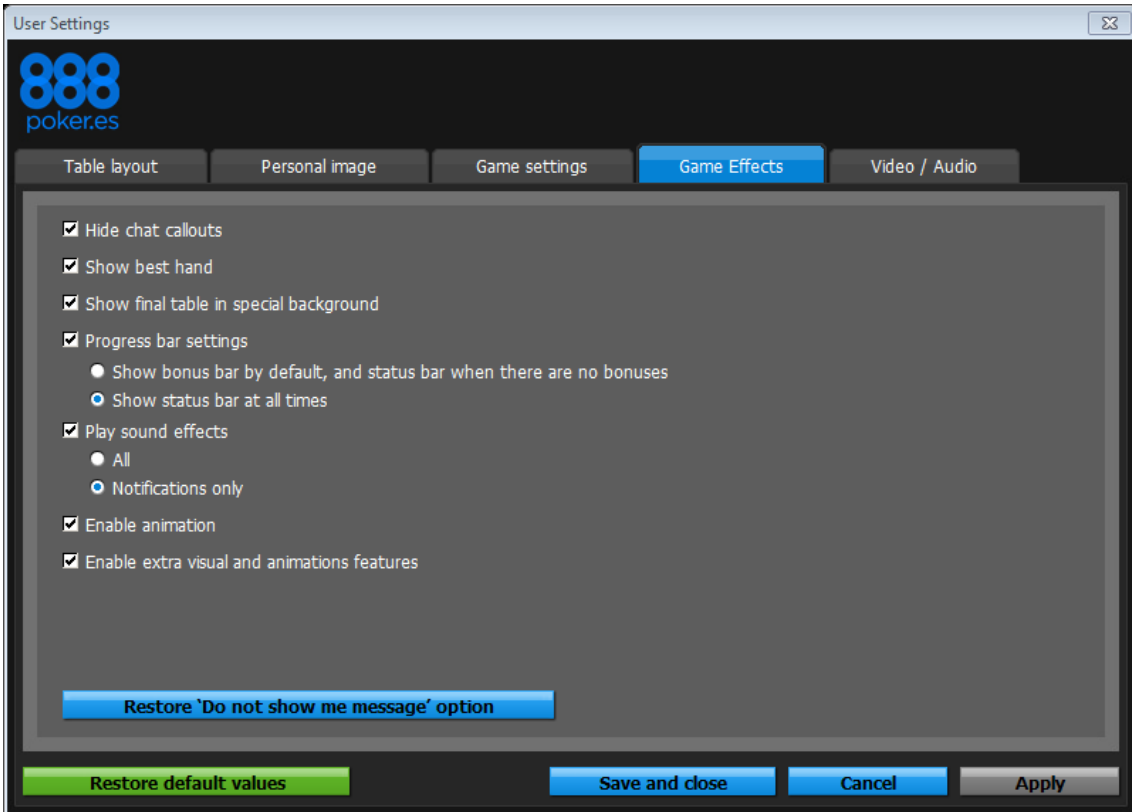 User Settings
888
poker.es
Table layout
Personal image
Game settings
Game Effects
Video / Audio
Hide chat callouts
Show best hand
Show final table in special background
Progress bar settings
Show bonus bar by default, and status bar when there are no bonuses
Show status bar at all times
Play sound effects
All
Notifications only
Enable animation
Enable extra visual and animations features
Restore ‘Do not show me message’ option
Restore default values
Save and close
Cancel
Apply